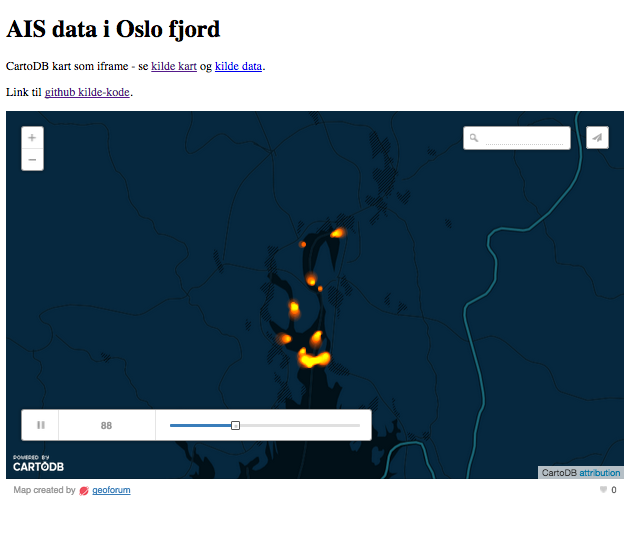 AIS data i Oslo fjord
CartoDB kart som iframe - se kilde kart og kilde data.
Link til github kilde-kode.
+
−
88
POWERED BY
CARTODB
CartoDB attribution
Map created by geoforum
0